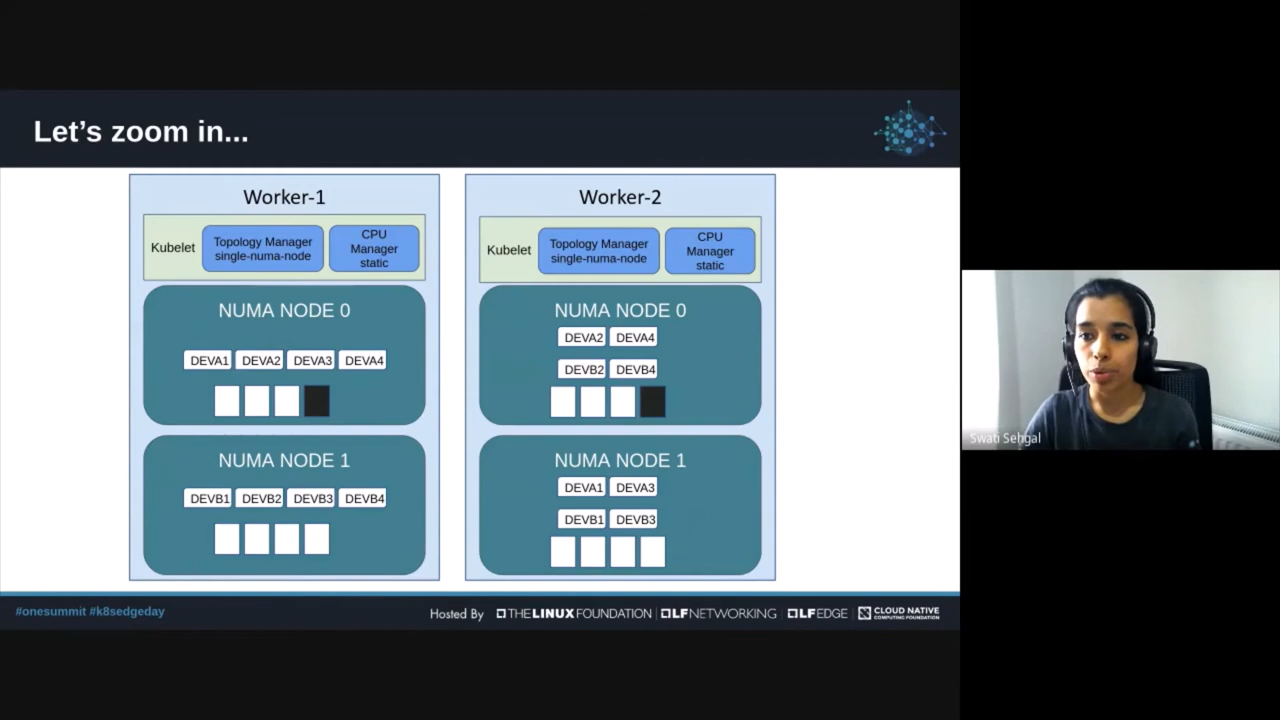 Let's zoom in...
Worker-1
Kubelet
Topology Manager
single-numa-node
CPU
Manager
static
NUMA NODE 0
DEVA1 DEVA2 DEVA3 DEVA4
NUMA NODE 1
DEVB1 DEVB2 DEVB3 DEVB4
Worker-2
Kubelet
Topology Manager
single-numa-node
CPU
Manager
static
NUMA NODE 0
DEVA2 DEVA4
DEVB2 DEVB4
NUMA NODE 1
DEVA1 DEVA3
DEVB1 DEVB3
Swati Sehgal
#onesummit #k8sedgeday
Hosted By THE LINUX FOUNDATION LF NETWORKING LF EDGE CLOUD NATIVE
COMPUTING FOUNDATION